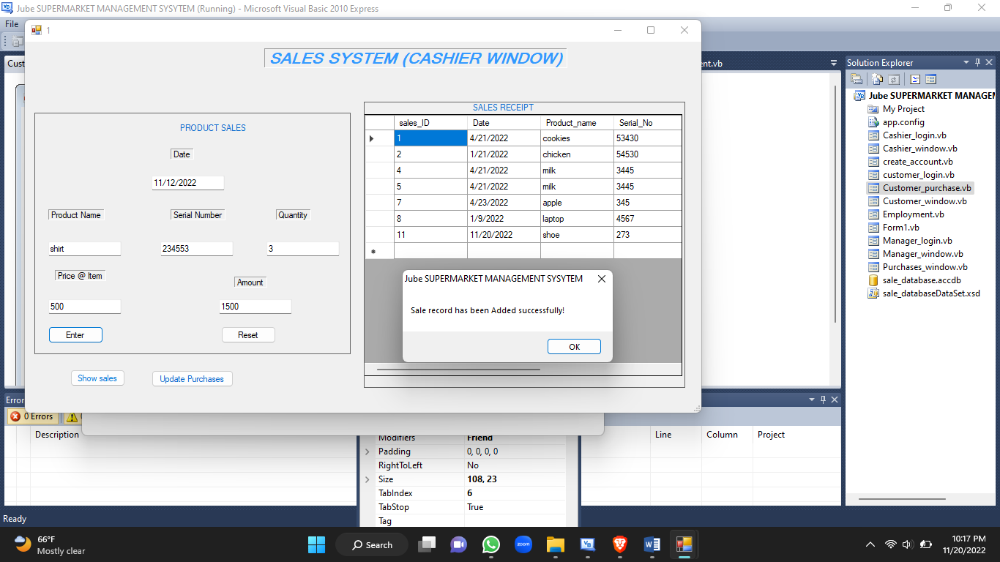 Jube SUPERMARKET MANAGEMENT SYSYTEM (Running) - Microsoft Visual Basic 2010 Express
File
1
SALES SYSTEM (CASHIER WINDOW)
Cust
ent.vb
Solution Explorer
Jube SUPERMARKET MANAGE
My Project
app.config
Cashier_login.vb
Cashier_window.vb
create_account.vb
customer_login.vb
Customer_purchase.vb
Customer_window.vb
Employment.vb
Form1.vb
Manager_login.vb
Manager_window.vb
Purchases_window.vb
sale_database.accdb
sale_databaseDataSet.xsd
PRODUCT SALES
Date
11/12/2022
Product Name Serial Number Quantity
shirt 234553 3
Price @ Item Amount
500 1500
Enter Reset
Show sales Update Purchases
SALES RECEIPT
sales_ID Date Product_name Serial_No
1 4/21/2022 cookies 53430
2 1/21/2022 chicken 54530
4 4/21/2022 milk 3445
5 4/21/2022 milk 3445
7 4/23/2022 apple 345
8 1/9/2022 laptop 4567
11 11/20/2022 shoe 273
Jube SUPERMARKET MANAGEMENT SYSYTEM
Sale record has been Added successfully!
OK
Error
0 Errors
Description
Line Column Project
Modifiers Friend
Padding 0, 0, 0, 0
RightToLeft No
Size 108, 23
TabIndex 6
TabStop True
Tag
Ready
66°F
Mostly clear
Search
zoom
10:17 PM
11/20/2022